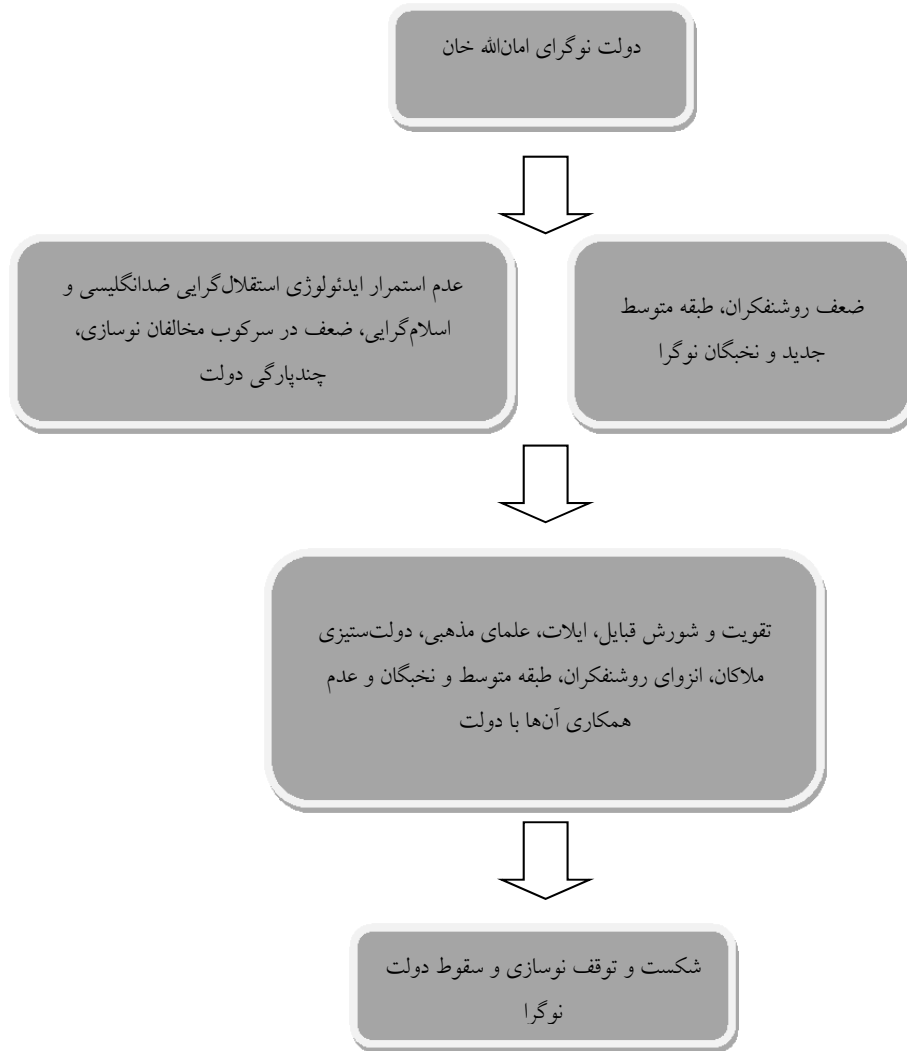 دولت نوگرای امان‌الله خان
ضعف روشنفکران، طبقه متوسط
جدید و نخبگان نوگرا
عدم استمرار ایدئولوژی استقلال‌گرایی ضدانگلیسی و
اسلام‌گرایی، ضعف در سرکوب مخالفان نوسازی،
چندپارگی دولت
تقویت و شورش قبایل، ایلات، علمای مذهبی، دولت‌ستیزی
ملاکان، انزوای روشنفکران، طبقه متوسط و نخبگان و عدم
همکاری آن‌ها با دولت
شکست و توقف نوسازی و سقوط دولت
نوگرا